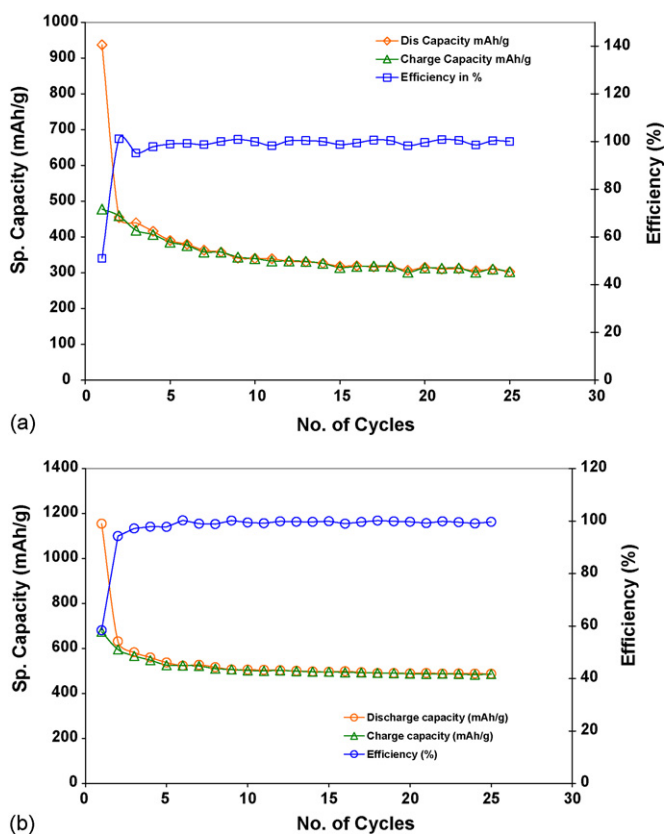 1000
900
800
700
600
500
400
300
200
100
0
Sp. Capacity (mAh/g)
Dis Capacity mAh/g
Charge Capacity mAh/g
Efficiency in %
140
120
100
80
60
40
20
0
Efficiency (%)
0 5 10 15 20 25 30
No. of Cycles
(a)
1400
1200
1000
800
600
400
200
0
Sp. Capacity (mAh/g)
Discharge capacity (mAh/g)
Charge capacity (mAh/g)
Efficiency (%)
120
100
80
60
40
20
0
Efficiency (%)
0 5 10 15 20 25 30
No. of Cycles
(b)